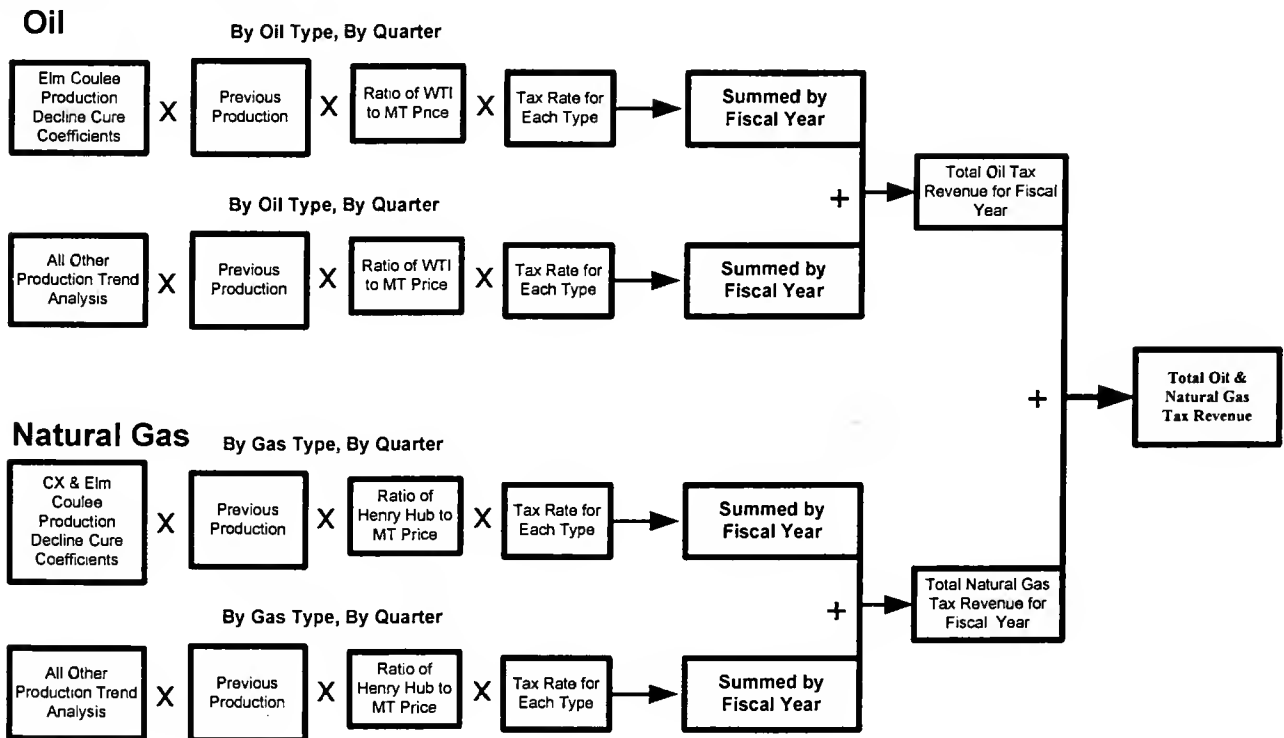 Oil
By Oil Type, By Quarter
Elm Coulee
Production
Decline Cure
Coefficients
X
Previous
Production
X
Ratio of WTI
to MT Price
X
Tax Rate for
Each Type
Summed by
Fiscal Year
By Oil Type, By Quarter
All Other
Production Trend
Analysis
X
Previous
Production
X
Ratio of WTI
to MT Price
X
Tax Rate for
Each Type
Summed by
Fiscal Year
+
Total Oil Tax
Revenue for Fiscal
Year
Natural Gas
By Gas Type, By Quarter
CX & Elm
Coulee
Production
Decline Cure
Coefficients
X
Previous
Production
X
Ratio of
Henry Hub to
MT Price
X
Tax Rate for
Each Type
Summed by
Fiscal Year
By Gas Type, By Quarter
All Other
Production Trend
Analysis
X
Previous
Production
X
Ratio of
Henry Hub to
MT Price
X
Tax Rate for
Each Type
Summed by
Fiscal Year
+
Total Natural Gas
Tax Revenue for
Fiscal Year
+
Total Oil &
Natural Gas
Tax Revenue